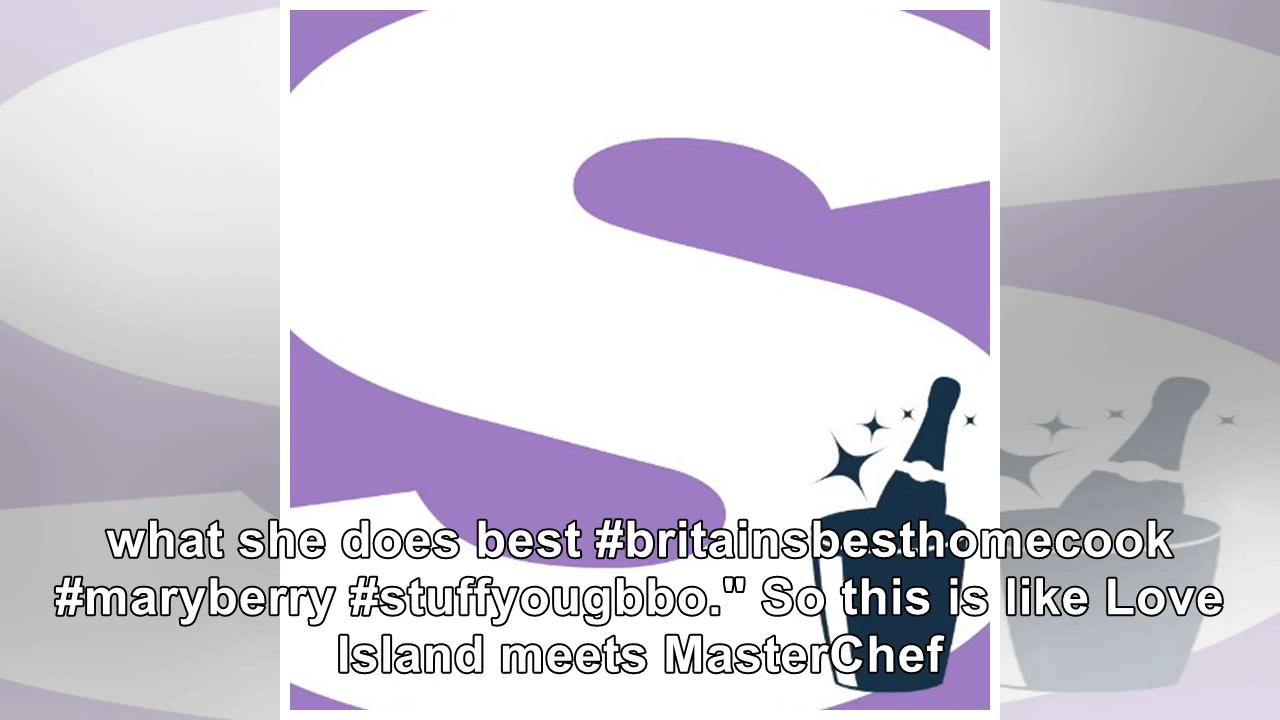 what she does best #britainsbesthomecook
#maryberry #stuffyougbbo." So this is like Love
Island meets MasterChef